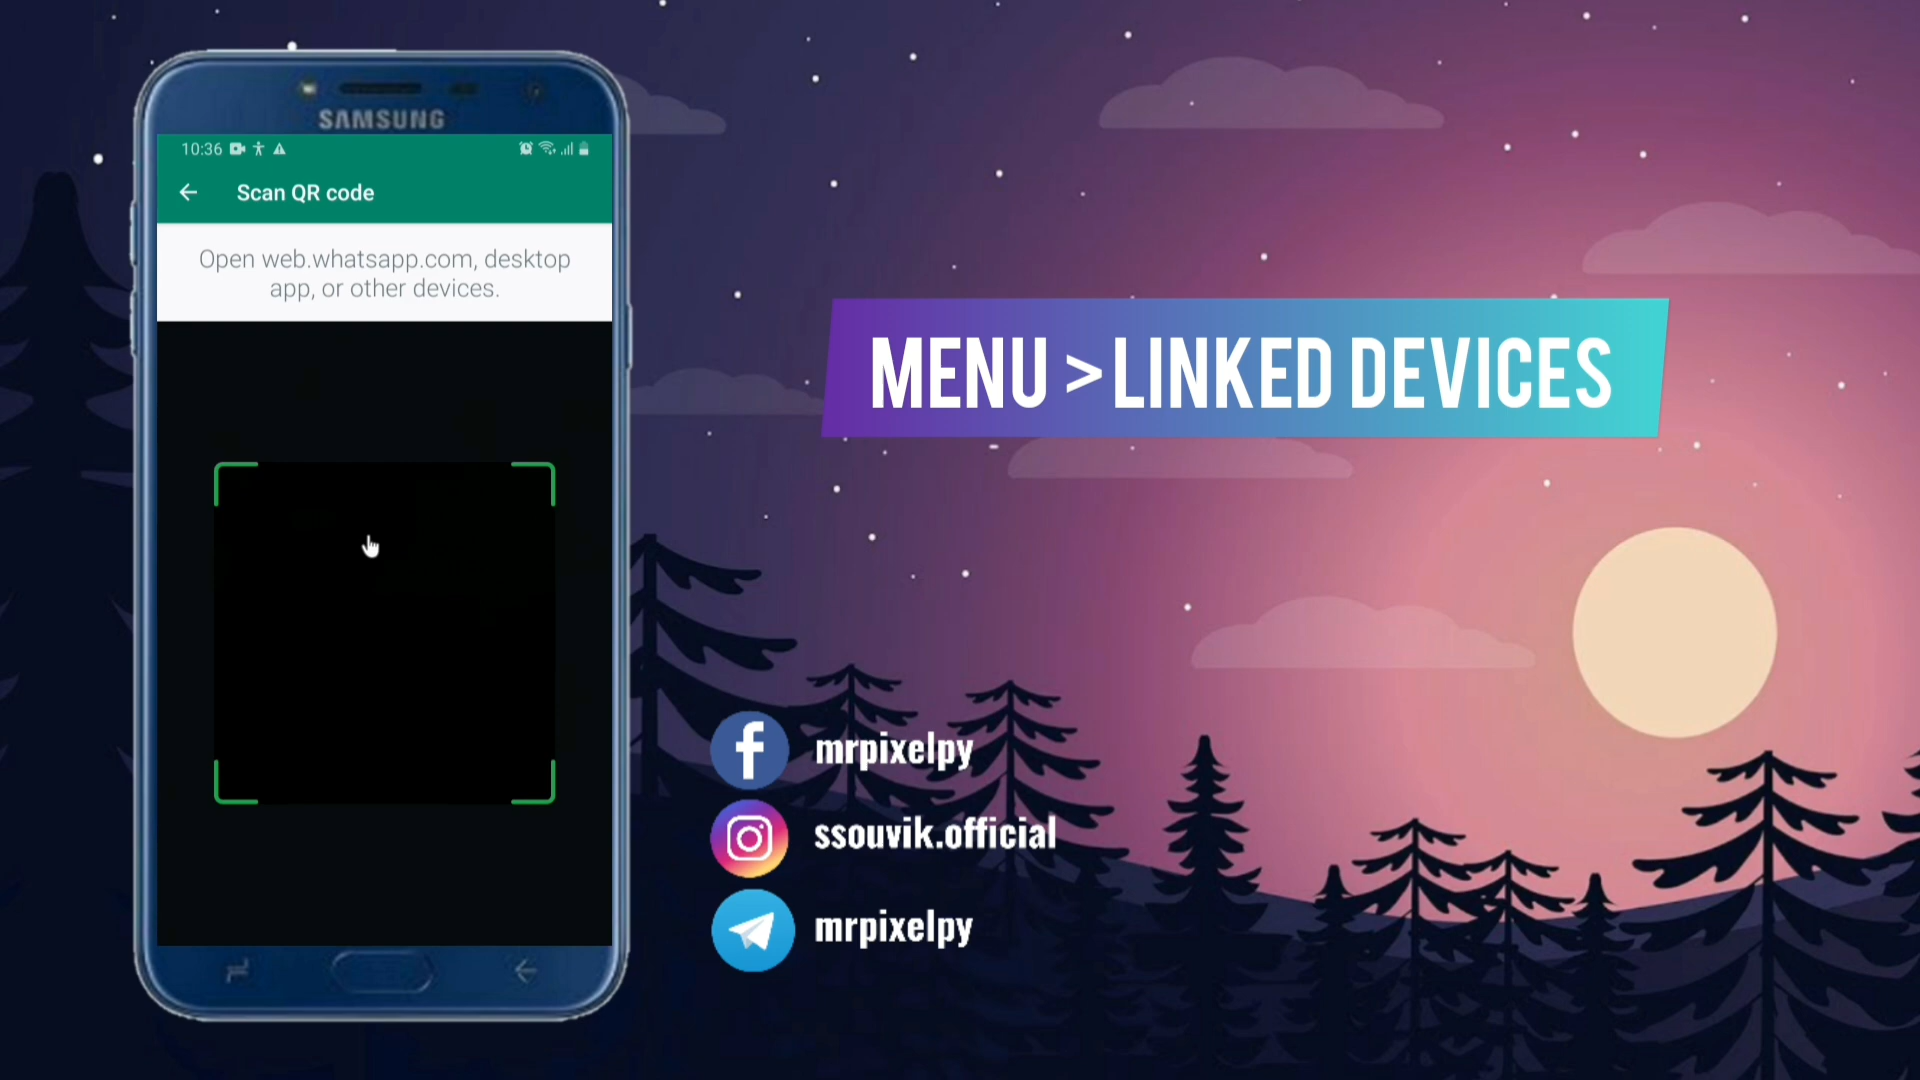 SAMSUNG
10:36
Scan QR code
Open web.whatsapp.com, desktop
app, or other devices.
MENU > LINKED DEVICES
mrpixelpy
ssouvik.official
mrpixelpy